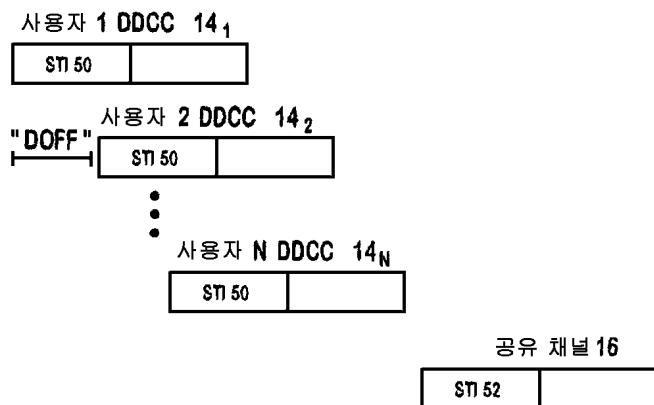 사용자 1 DDCC 14₁
STI 50
사용자 2 DDCC 14₂
"DOFF"
STI 50
사용자 N DDCC 14N
STI 50
공유 채널 16
STI 52